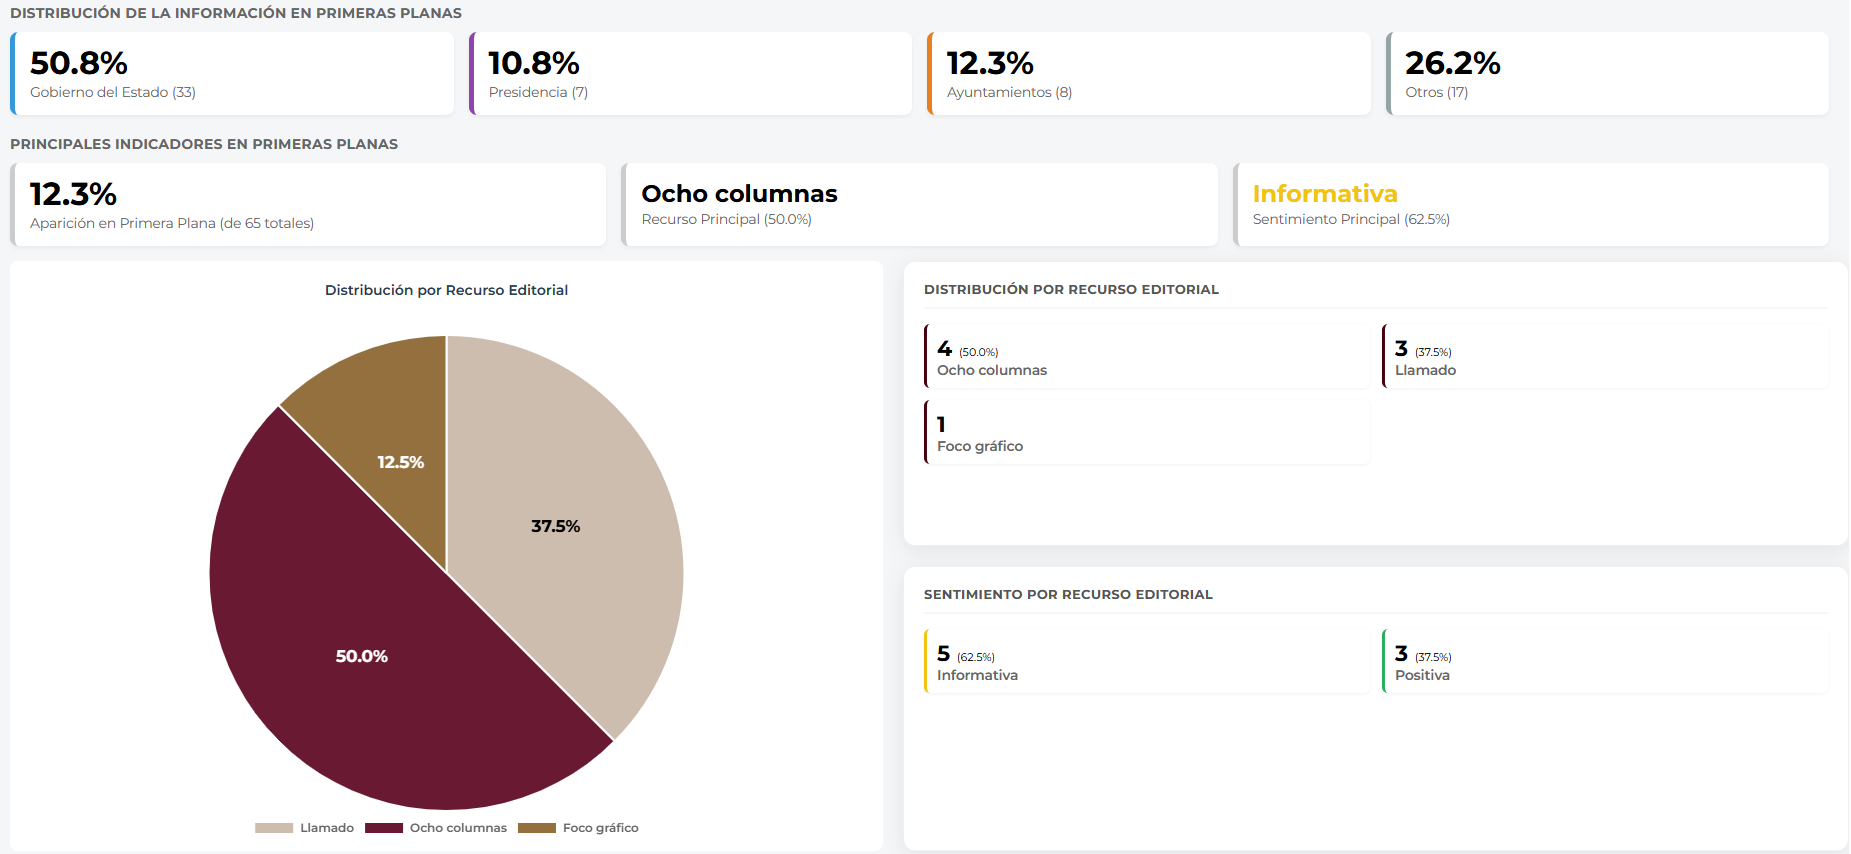 DISTRIBUCIÓN DE LA INFORMACIÓN EN PRIMERAS PLANAS
50.8%
Gobierno del Estado (33)
10.8%
Presidencia (7)
12.3%
Ayuntamientos (8)
26.2%
Otros (17)
PRINCIPALES INDICADORES EN PRIMERAS PLANAS
12.3%
Aparición en Primera Plana (de 65 totales)
Ocho columnas
Recurso Principal (50.0%)
Informativa
Sentimiento Principal (62.5%)
Distribución por Recurso Editorial
12.5%
37.5%
50.0%
Llamado Ocho columnas Foco gráfico
DISTRIBUCIÓN POR RECURSO EDITORIAL
4 (50.0%)
Ocho columnas
3 (37.5%)
Llamado
1
Foco gráfico
SENTIMIENTO POR RECURSO EDITORIAL
5 (62.5%)
Informativa
3 (37.5%)
Positiva